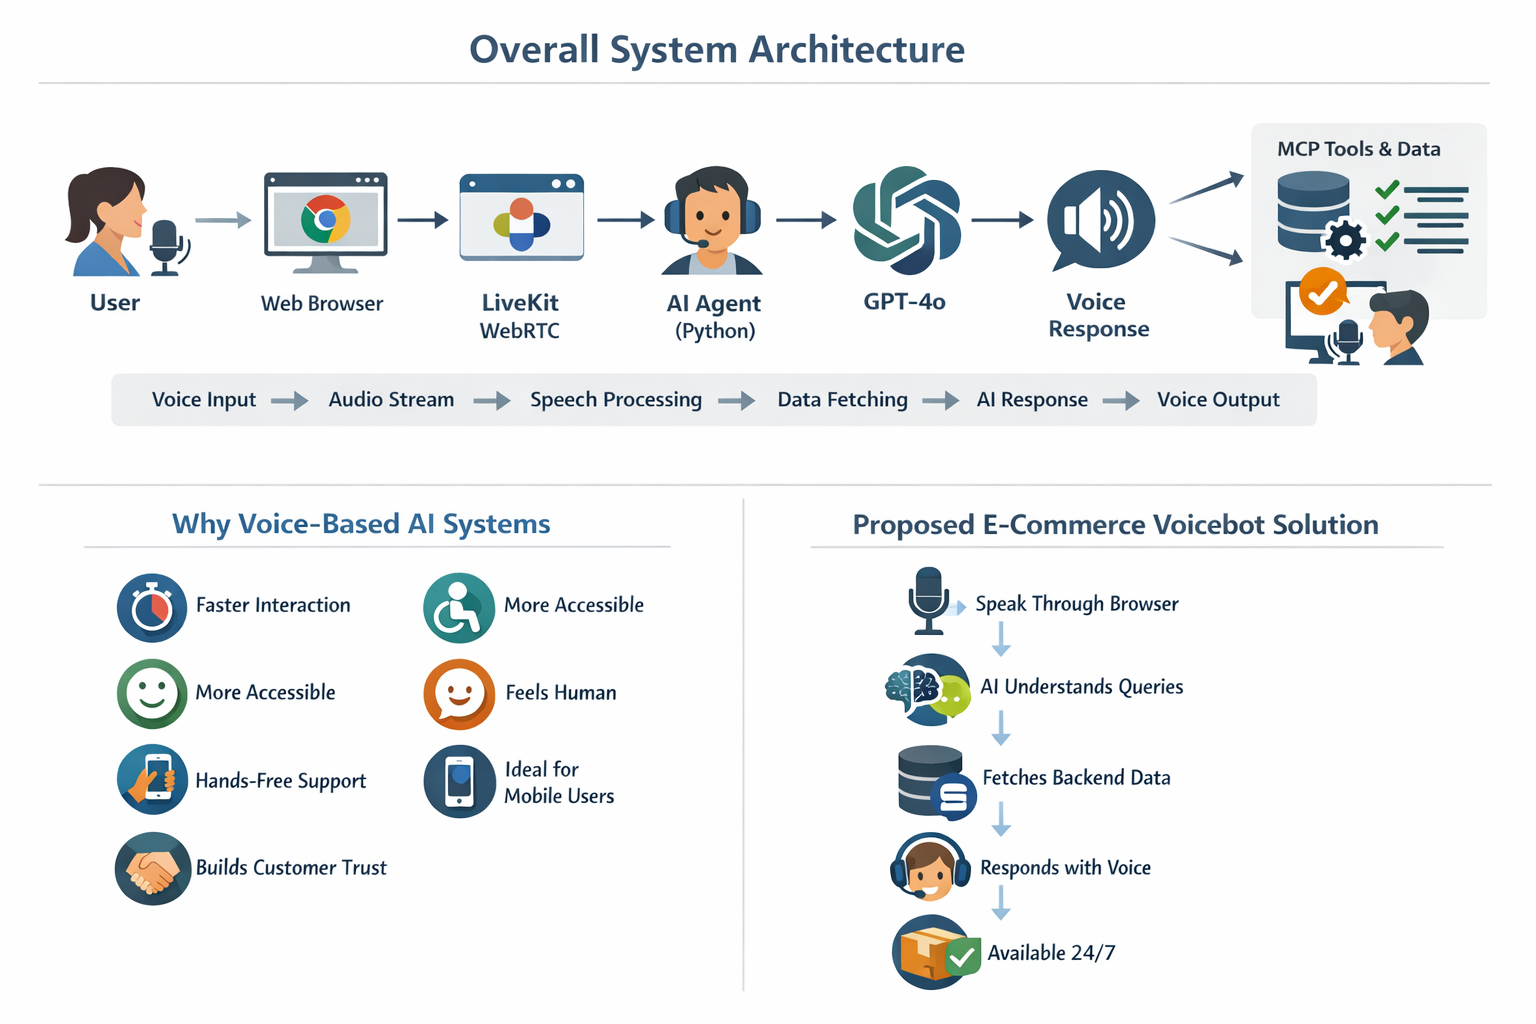 Overall System Architecture
MCP Tools & Data
User
Web Browser
LiveKit
WebRTC
AI Agent
(Python)
GPT-4o
Voice
Response
Voice Input
Audio Stream
Speech Processing
Data Fetching
AI Response
Voice Output
Why Voice-Based AI Systems
Faster Interaction
More Accessible
More Accessible
Feels Human
Hands-Free Support
Ideal for
Mobile Users
Builds Customer Trust
Proposed E-Commerce Voicebot Solution
Speak Through Browser
AI Understands Queries
Fetches Backend Data
Responds with Voice
Available 24/7